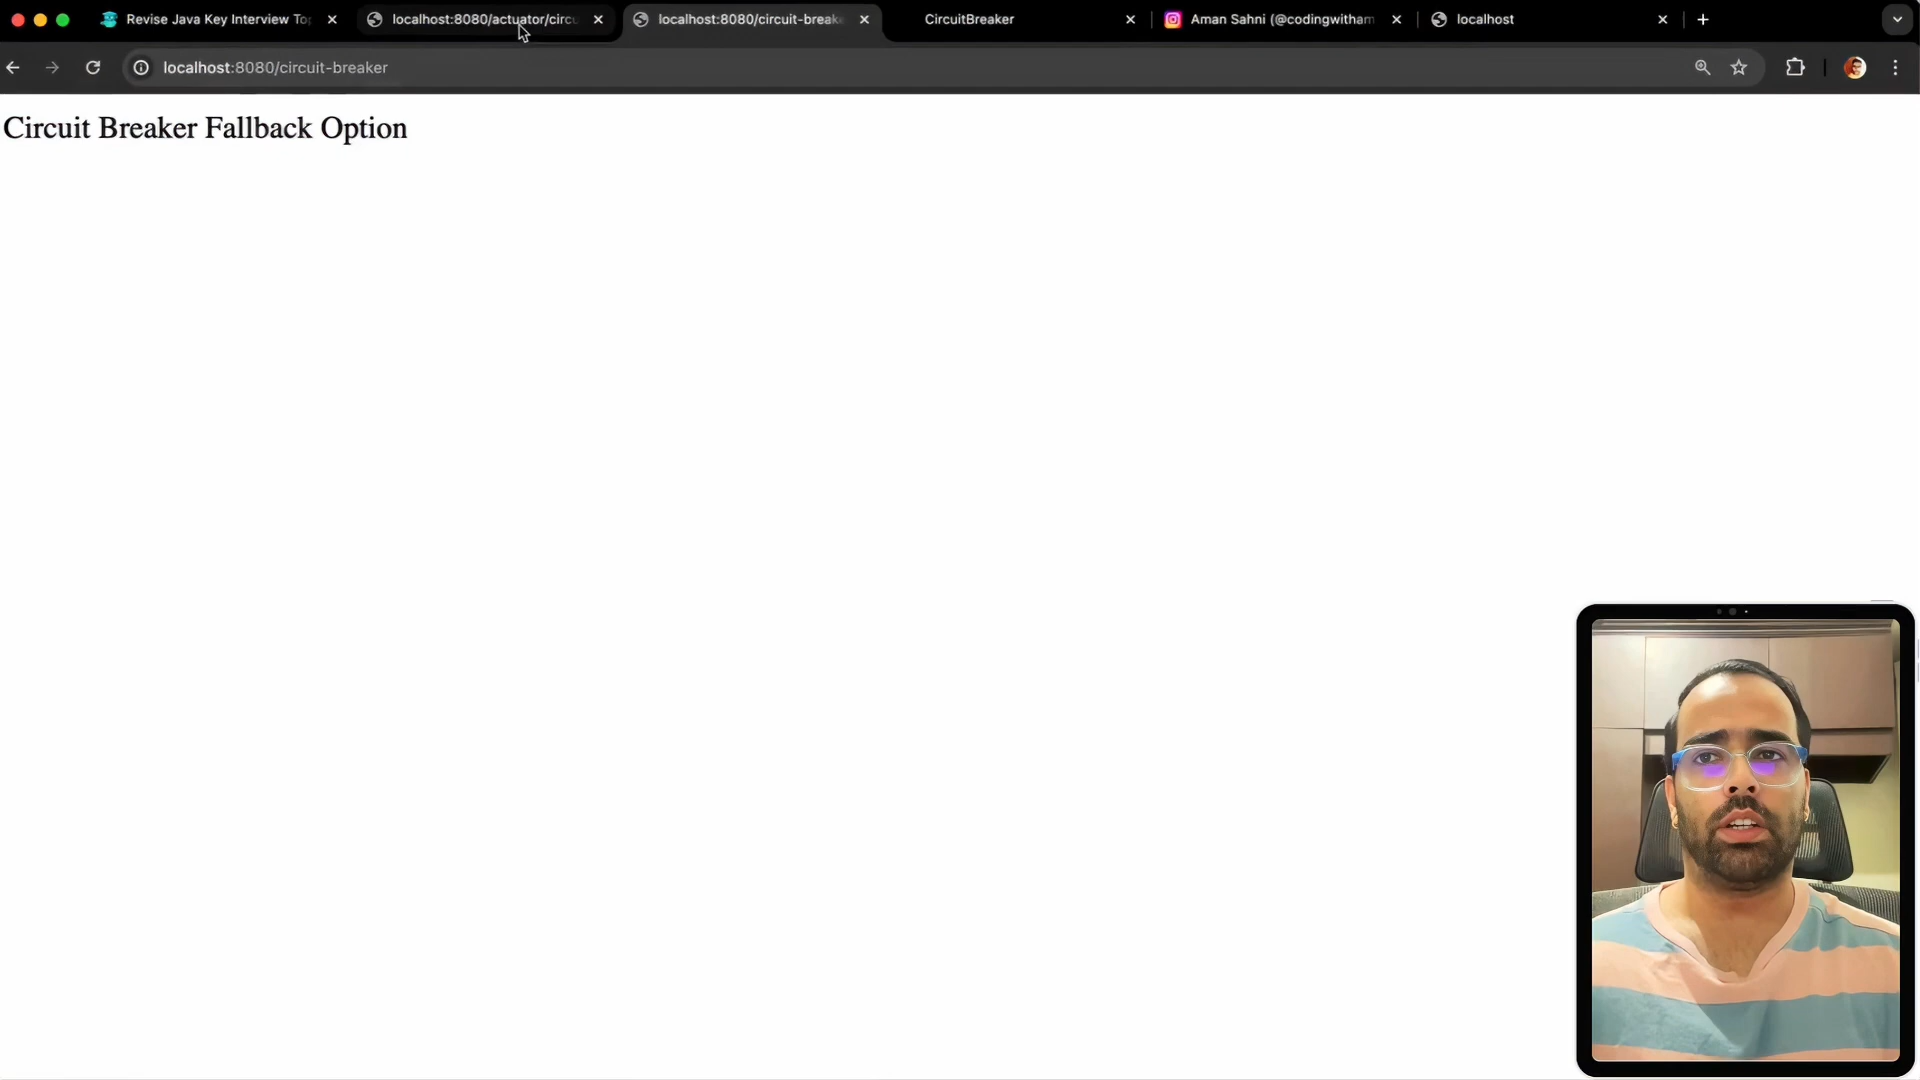 Revise Java Key Interview To
localhost:8080/actuator/circu
localhost:8080/circuit-break
CircuitBreaker
Aman Sahni (@codingwitham
localhost
localhost:8080/circuit-breaker
Circuit Breaker Fallback Option